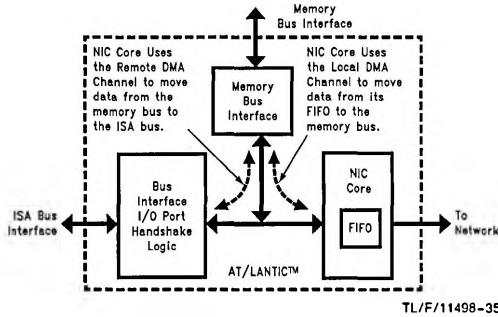 Memory
Bus Interface
NIC Core Uses
the Remote DMA
Channel to move
data from the
memory bus to
the ISA bus.
NIC Core Uses
the Local DMA
Channel to move
data from its
FIFO to the
memory bus.
Memory
Bus
Interface
Bus
Interface
I/O Port
Handshake
Logic
NIC
Core
FIFO
ISA Bus
Interface
To
Network
AT/LANTIC™
TL/F/11498-35